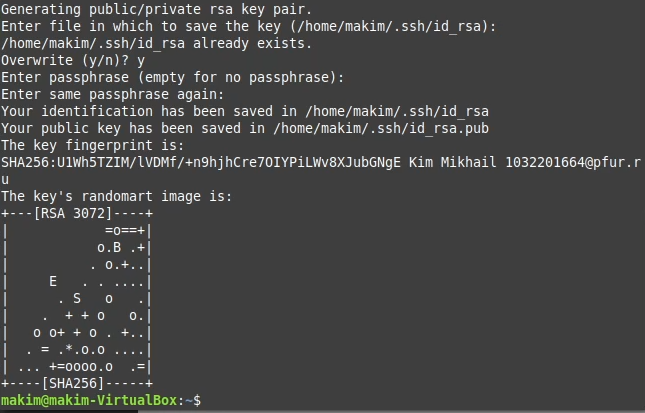 Generating public/private rsa key pair.
Enter file in which to save the key (/home/makim/.ssh/id_rsa):
/home/makim/.ssh/id_rsa already exists.
Overwrite (y/n)? y
Enter passphrase (empty for no passphrase):
Enter same passphrase again:
Your identification has been saved in /home/makim/.ssh/id_rsa
Your public key has been saved in /home/makim/.ssh/id_rsa.pub
The key fingerprint is:
SHA256:U1Wh5TZIM/lVDMf/+n9hjhCre7OIYPiLWv8XJubGNgE Kim Mikhail 1032201664@pfur.r
u
The key's randomart image is:
+---[RSA 3072]----+
|            =o==+|
|           o.B .+|
|          . o.+..|
|     E   . . ....|
|      . S   o   .|
|    .  + + o   o.|
|   o o+ + o . +..|
|  . = .*.o.o ....|
| ... +=oooo.o  .=|
+----[SHA256]-----+
makim@makim-VirtualBox:~$